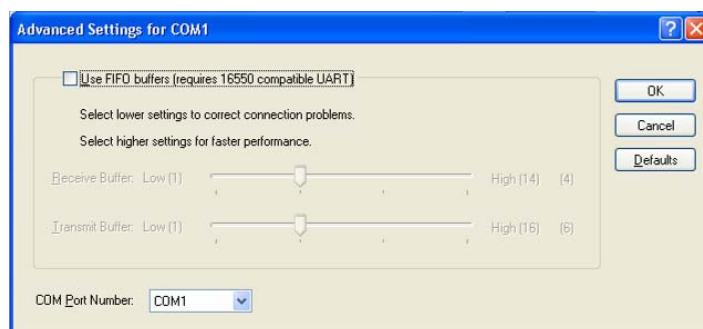 Advanced Settings for COM1
Use FIFO buffers (requires 16550 compatible UART)
OK
Select lower settings to correct connection problems.
Cancel
Select higher settings for faster performance.
Defaults
Receive Buffer: Low (1) High (14) (4)
Transmit Buffer: Low (1) High (16) (6)
COM Port Number: COM1